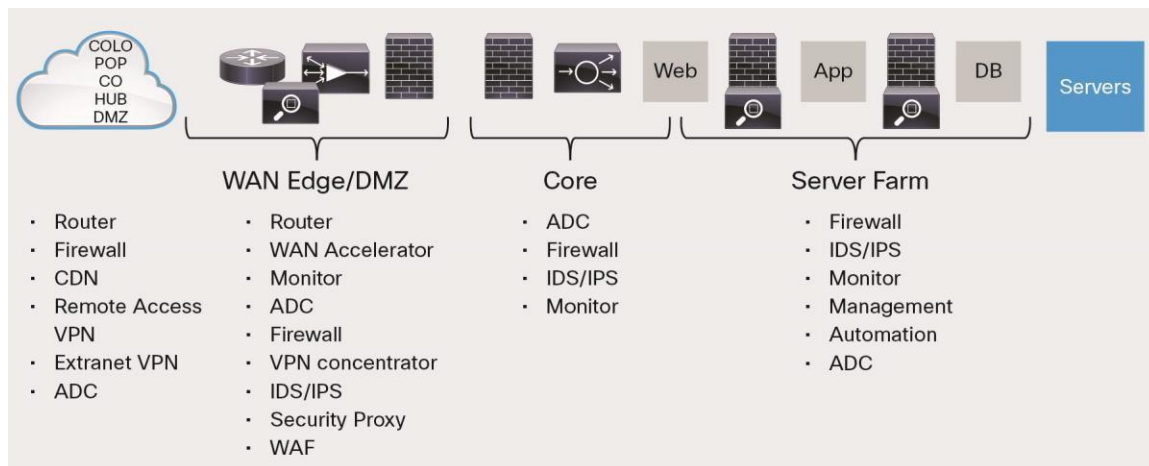 COLO
POP
CO
HUB
DMZ
Web
App
DB
Servers
WAN Edge/DMZ
Core
Server Farm
· Router
· Firewall
· CDN
· Remote Access
VPN
· Extranet VPN
· ADC
· Router
· WAN Accelerator
· Monitor
· ADC
· Firewall
· VPN concentrator
· IDS/IPS
· Security Proxy
· WAF
· ADC
· Firewall
· IDS/IPS
· Monitor
· Firewall
· IDS/IPS
· Monitor
· Management
· Automation
· ADC